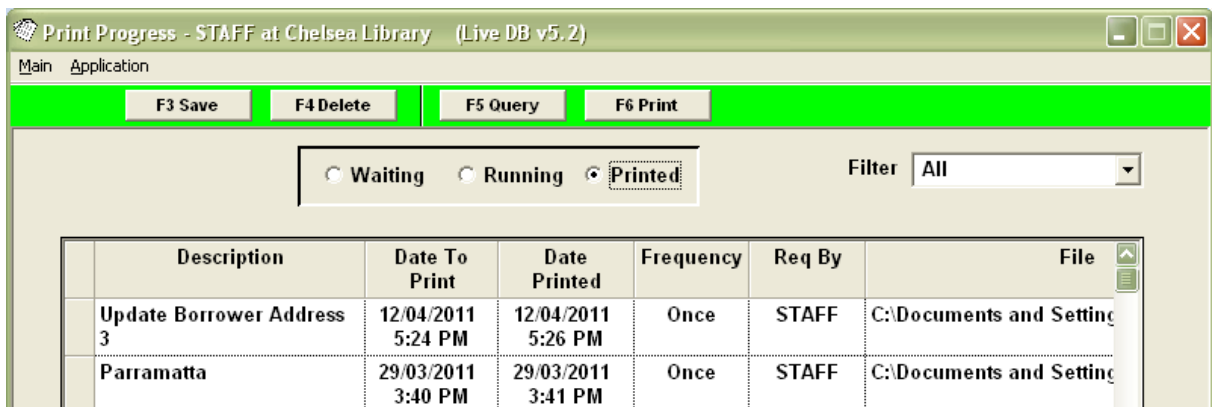 Print Progress - STAFF at Chelsea Library (Live DB v5.2)
Main Application
F3 Save F4 Delete F5 Query F6 Print
Waiting Running Printed Filter All
Description Date To Print Date Printed Frequency Req By File
Update Borrower Address 3 12/04/2011 5:24 PM 12/04/2011 5:26 PM Once STAFF C:\Documents and Setting
Parramatta 29/03/2011 3:40 PM 29/03/2011 3:41 PM Once STAFF C:\Documents and Setting